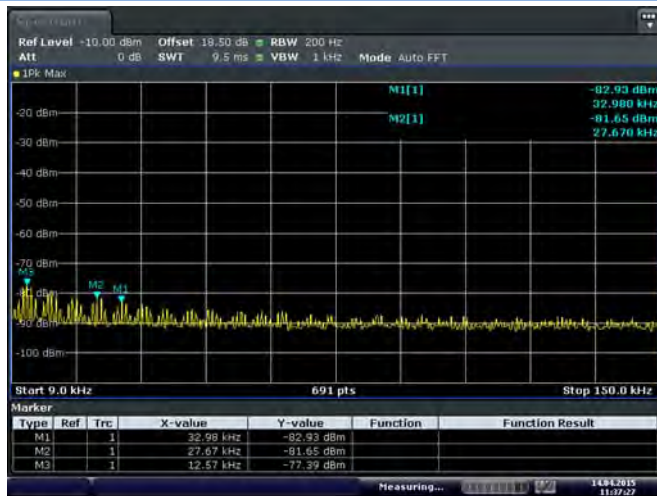 Spectrum
Ref Level -10.00 dBm Offset 18.50 dB RBW 200 Hz
Att 0 dB SWT 9.5 ms VBW 1 kHz Mode Auto FFT
1Pk Max
M1[1] -82.93 dBm
32.980 kHz
M2[1] -81.65 dBm
27.670 kHz
-20 dBm
-30 dBm
-40 dBm
-50 dBm
-60 dBm
-70 dBm
M3
M2 M1
-80 dBm
-90 dBm
-100 dBm
Start 9.0 kHz 691 pts Stop 150.0 kHz
Marker
Type Ref Trc X-value Y-value Function Function Result
M1 1 32.98 kHz -82.93 dBm
M2 1 27.67 kHz -81.65 dBm
M3 1 12.57 kHz -77.39 dBm
Measuring... 14.04.2015
11:37:27